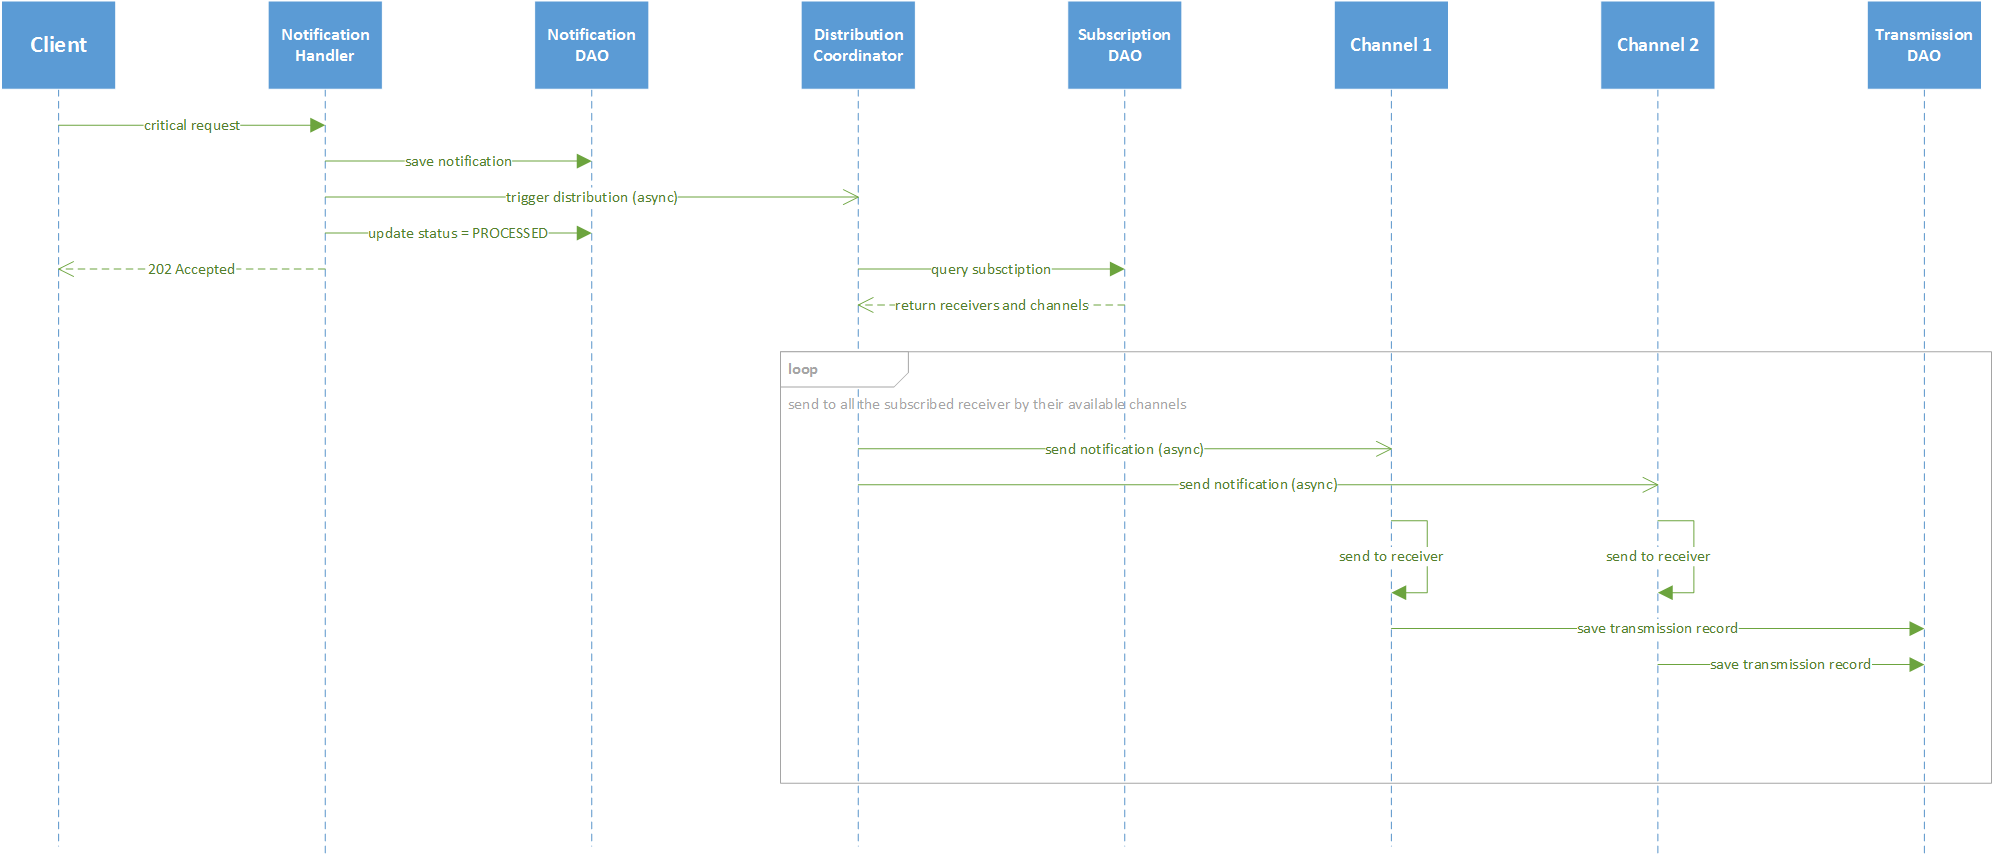 Client
Notification
Handler
Notification
DAO
Distribution
Coordinator
Subscription
DAO
Channel 1
Channel 2
Transmission
DAO
critical request
save notification
trigger distribution (async)
update status = PROCESSED
202 Accepted
query subsctiption
return receivers and channels
loop
send to all the subscribed receiver by their available channels
send notification (async)
send notification (async)
send to receiver
send to receiver
save transmission record
save transmission record